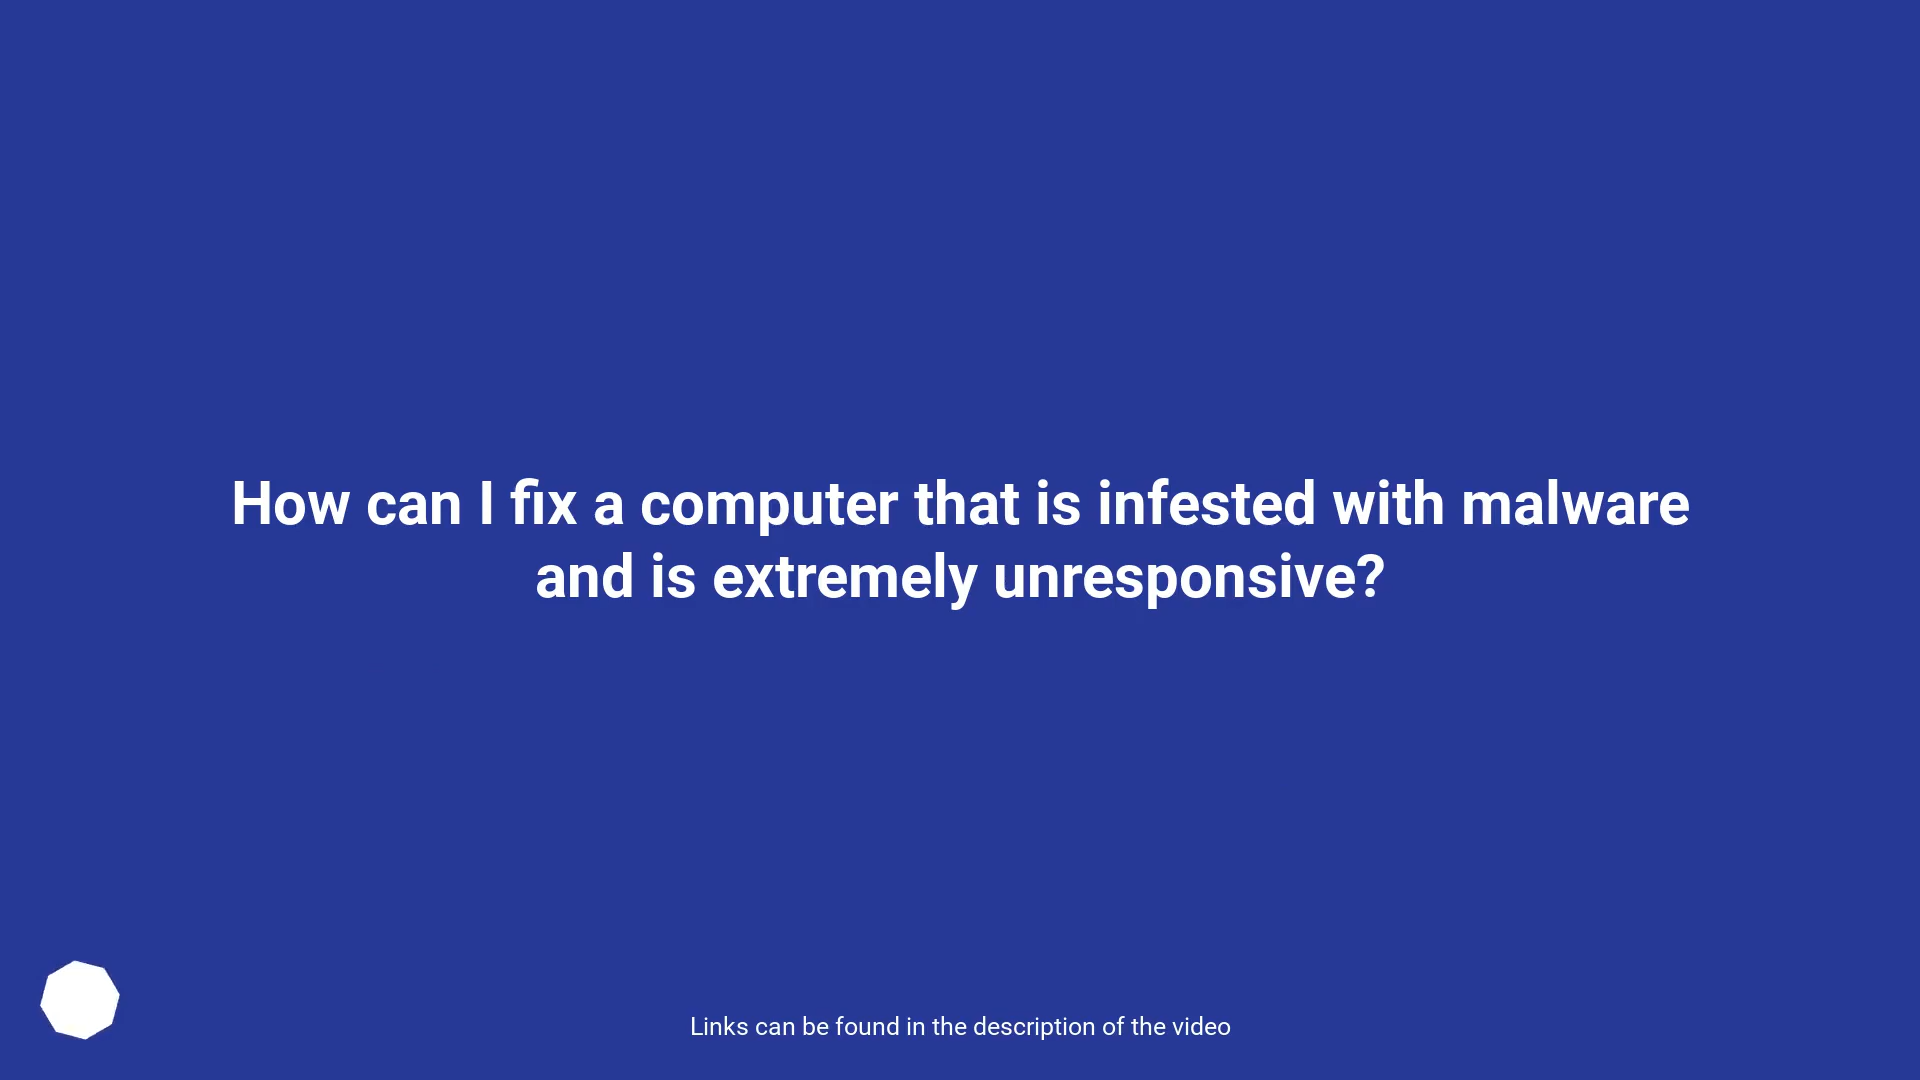 How can I fix a computer that is infested with malware
and is extremely unresponsive?
Links can be found in the description of the video